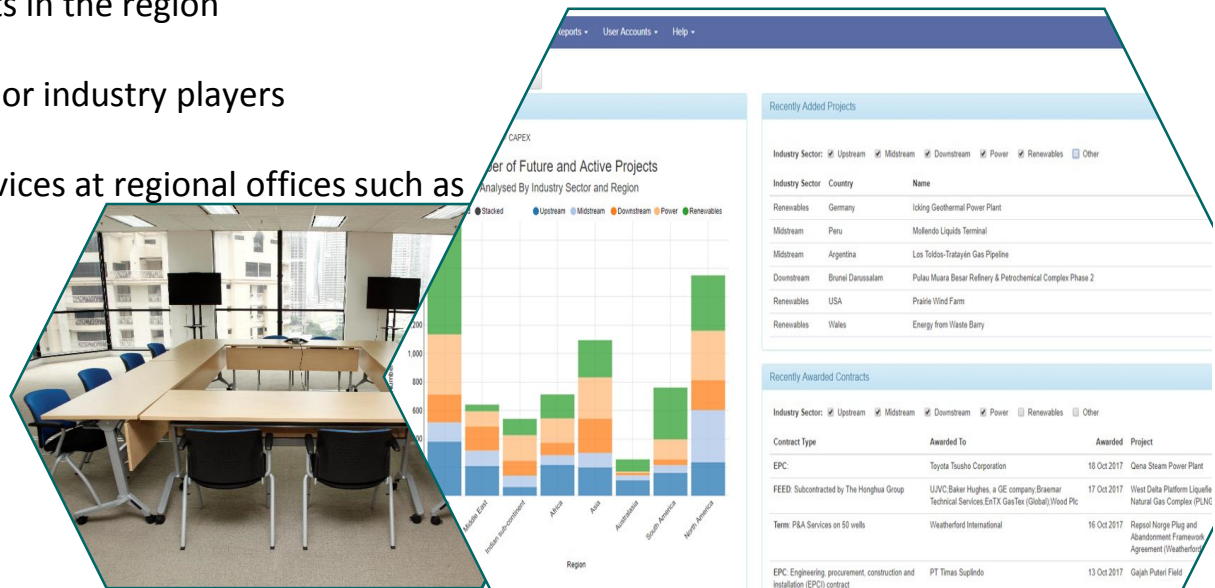 ts in the region
or industry players
vices at regional offices such as
Reports
User Accounts
Help
CAPEX
er of Future and Active Projects
Analysed By Industry Sector and Region
Stacked
Upstream Midstream Downstream Power Renewables
200
1,000
800
600
Middle East
Indian sub-continent
Africa
Asia
Australasia
South America
North America
Region
Recently Added Projects
Industry Sector: Upstream Midstream Downstream Power Renewables Other
Industry Sector Country Name
Renewables Germany Icking Geothermal Power Plant
Midstream Peru Mollendo Liquids Terminal
Midstream Argentina Los Toldos-Tratayén Gas Pipeline
Downstream Brunei Darussalam Pulau Muara Besar Refinery & Petrochemical Complex Phase 2
Renewables USA Prairie Wind Farm
Renewables Wales Energy from Waste Barry
Recently Awarded Contracts
Industry Sector: Upstream Midstream Downstream Power Renewables Other
Contract Type Awarded To Awarded Project
EPC: Toyota Tsusho Corporation 18 Oct 2017 Qena Steam Power Plant
FEED: Subcontracted by The Honghua Group UJVC;Baker Hughes, a GE company;Braemar 17 Oct 2017 West Delta Platform Liquefie
Technical Services;EnTX GasTex (Global);Wood Plc Natural Gas Complex (PLNG
Term: P&A Services on 50 wells Weatherford International 16 Oct 2017 Repsol Norge Plug and
Abandonment Framework
Agreement (Weatherford
EPC: Engineering, procurement, construction and PT Timas Suplindo 13 Oct 2017 Gajah Puteri Field
installation (EPCI) contract